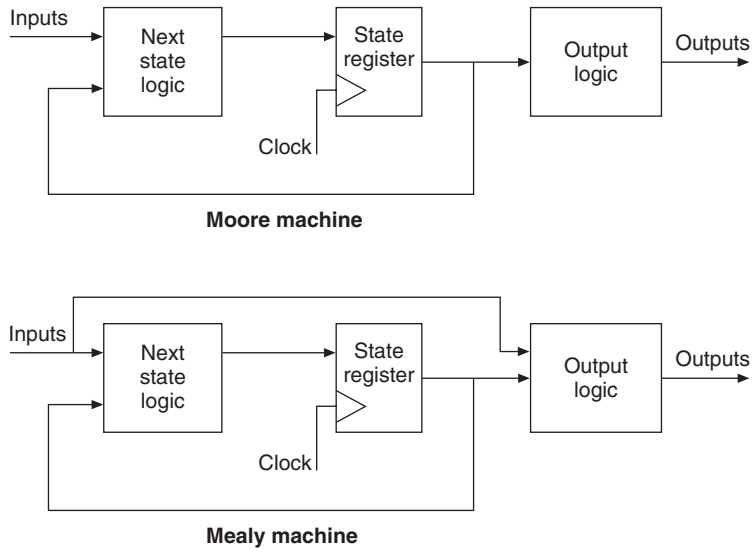 Inputs
Next
state
logic
State
register
Clock
Output
logic
Outputs
Moore machine
Inputs
Next
state
logic
State
register
Clock
Output
logic
Outputs
Mealy machine